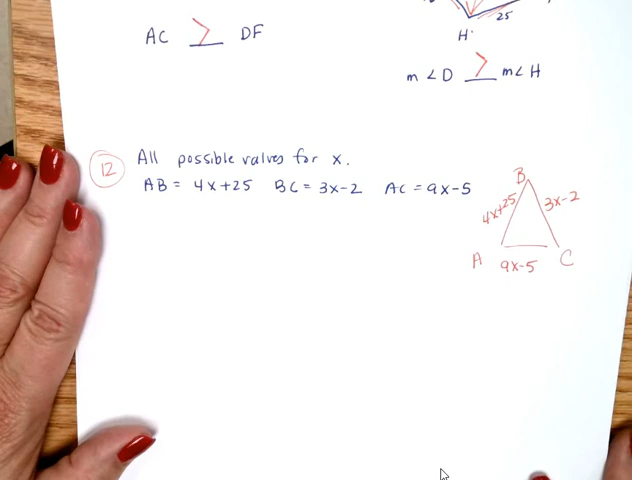 25
AC > DF
H
m∠D > m∠H
12 All possible values for x.
AB = 4x+25 BC = 3x-2 AC = 9x-5
B
4x+25 3x-2
A 9x-5 C